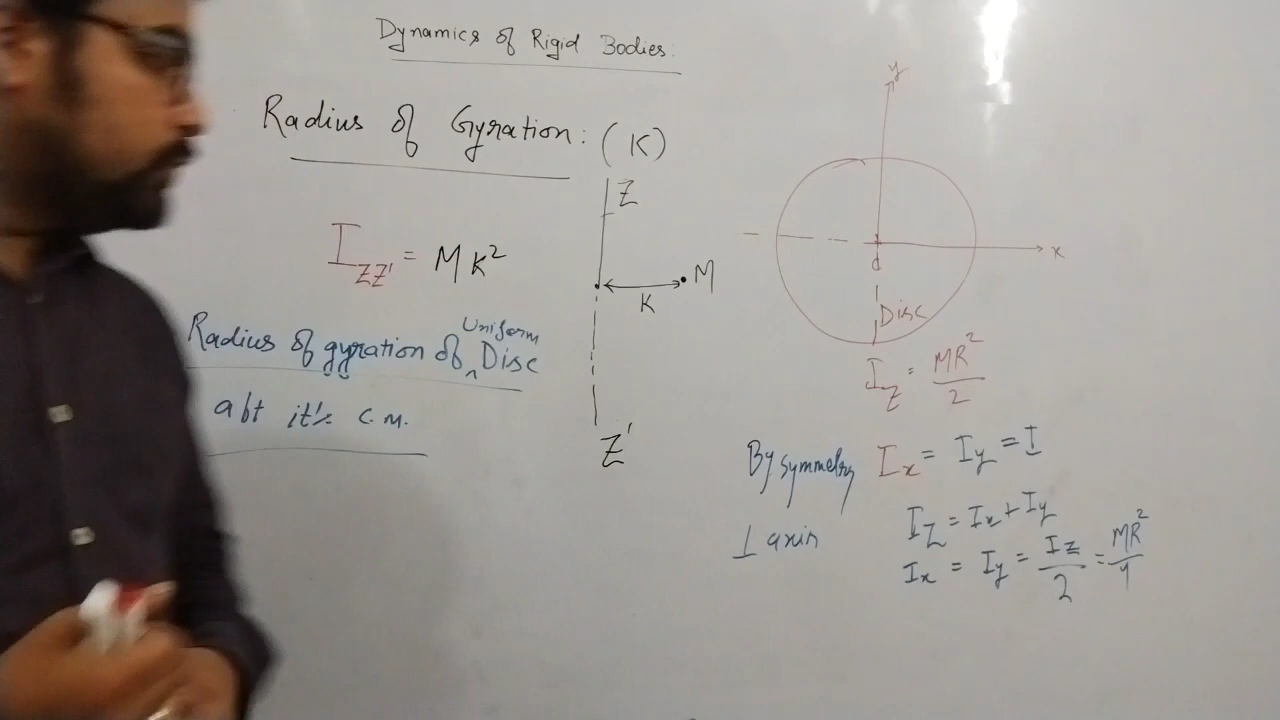 Dynamics of Rigid Bodies:
Radius of Gyration: (K)
I_ZZ' = MK²
Z
K
M
Z'
Radius of gyration of Uniform Disc
abt it's C.M.
y
x
d
Disc
I_Z = MR²/2
By symmetry I_x = I_y = I
⊥ axis I_Z = I_x + I_y
I_x = I_y = I_Z/2 = MR²/4